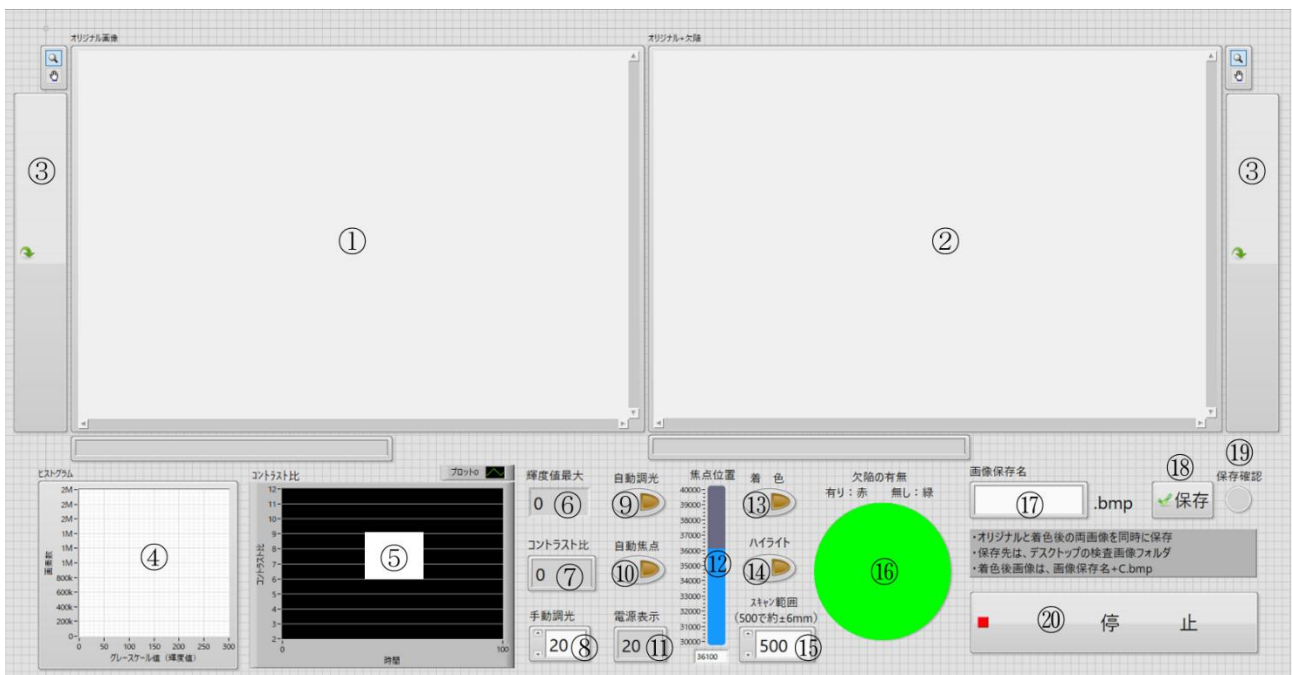 オリジナル画像
オリジナル+欠陥
③
①
②
③
ヒストグラム
画素数
2M
2M
2M
1M
1M
1M
800k
600k
400k
200k
0
④
0 50 100 150 200 250 300
グレースケール値（輝度値）
コントラスト比
プロット0
コントラスト比
12
11
10
9
8
7
6
5
4
3
2
⑤
0 100
時間
輝度値最大
0 ⑥
コントラスト比
0 ⑦
手動調光
20 ⑧
自動調光
⑨
自動焦点
⑩
電源表示
20 ⑪
焦点位置
40000
39000
38000
37000
36000
35000
34000
33000
32000
31000
30000
⑫
36100
着 色
⑬
ハイライト
⑭
スキャン範囲
(500で約±6mm)
500 ⑮
欠陥の有無
有り：赤 無し：緑
⑯
画像保存名
⑰ .bmp
⑱
保存
⑲
保存確認
・オリジナルと着色後の両画像を同時に保存
・保存先は、デスクトップの検査画像フォルダ
・着色後画像は、画像保存名+C.bmp
⑳ 停 止